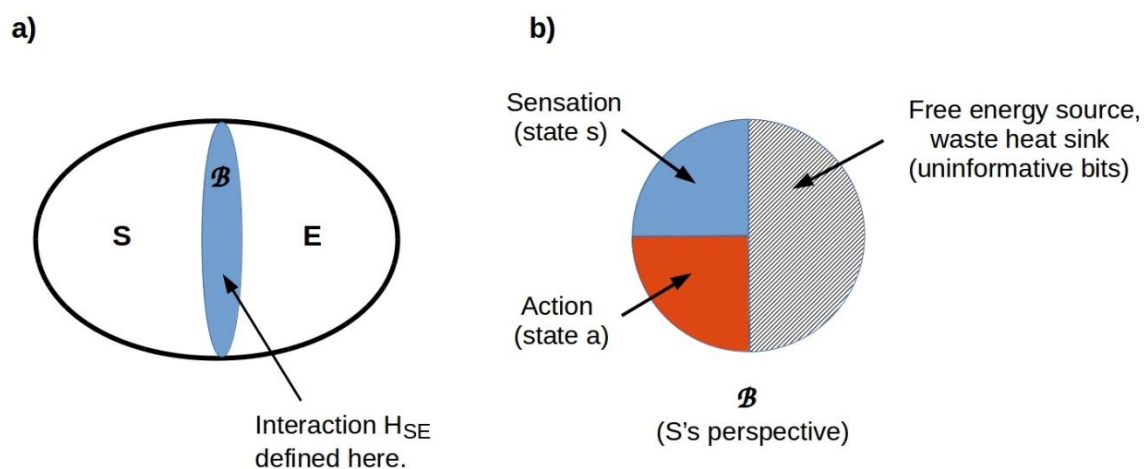 a)
S
ℬ
E
Interaction H_SE
defined here.
b)
Sensation
(state s)
Action
(state a)
Free energy source,
waste heat sink
(uninformative bits)
ℬ
(S's perspective)